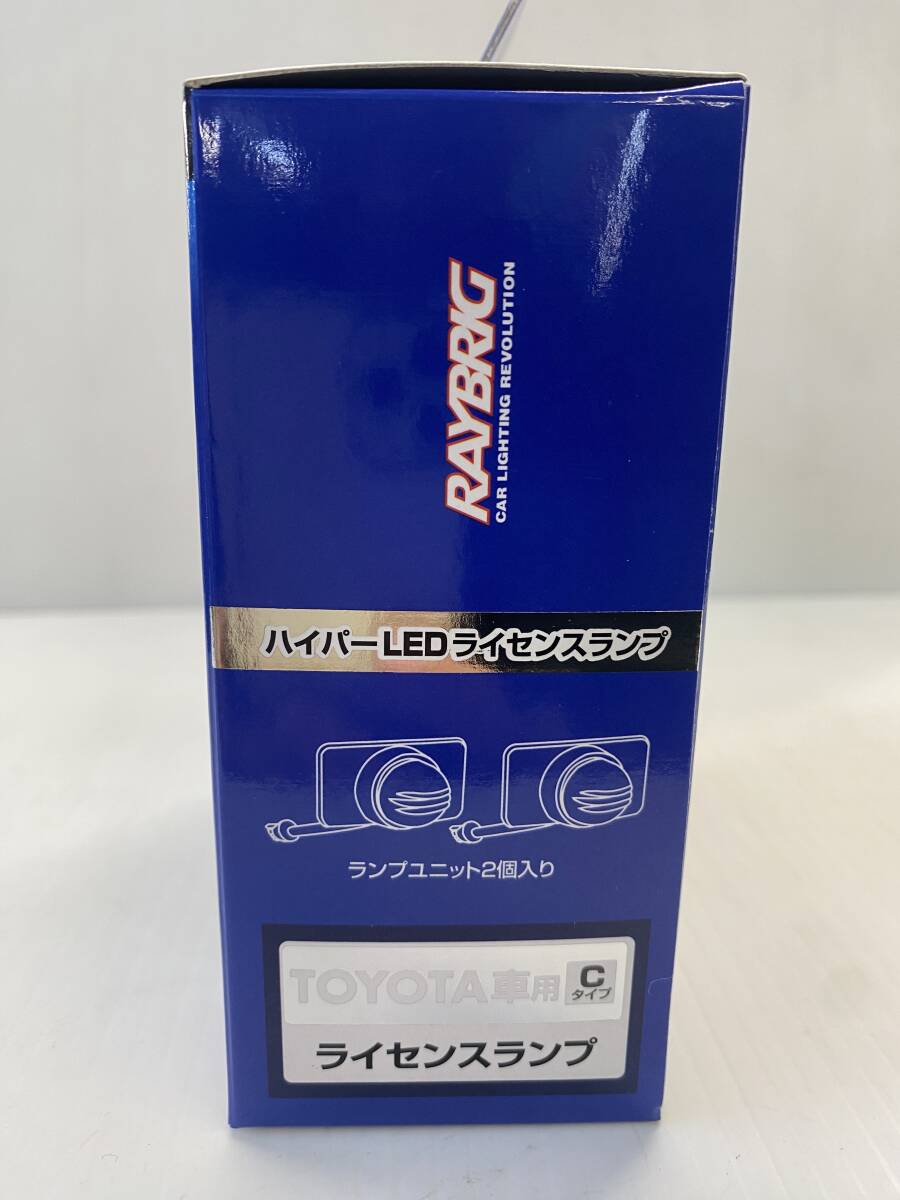 RAYBRIG
CAR LIGHTING REVOLUTION
ハイパーLEDライセンスランプ
ランプユニット2個入り
TOYOTA車用 Cタイプ
ライセンスランプ